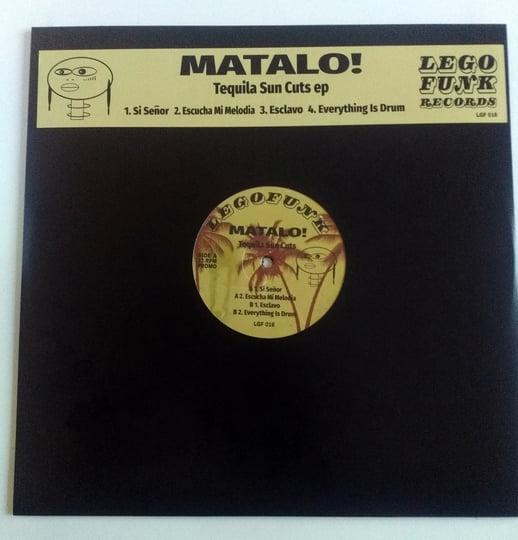 MATALO!
Tequila Sun Cuts ep
1. Si Señor 2. Escucha Mi Melodia 3. Esclavo 4. Everything Is Drum
LEGO
FUNK
RECORDS
LGF 016
LEGOFUNK
MATALO!
Tequila Sun Cuts
SIDE A
33 RPM
PROMO
A 1. Si Señor
A 2. Escucha Mi Melodia
B 1. Esclavo
B 2. Everything Is Drum
LGF 016